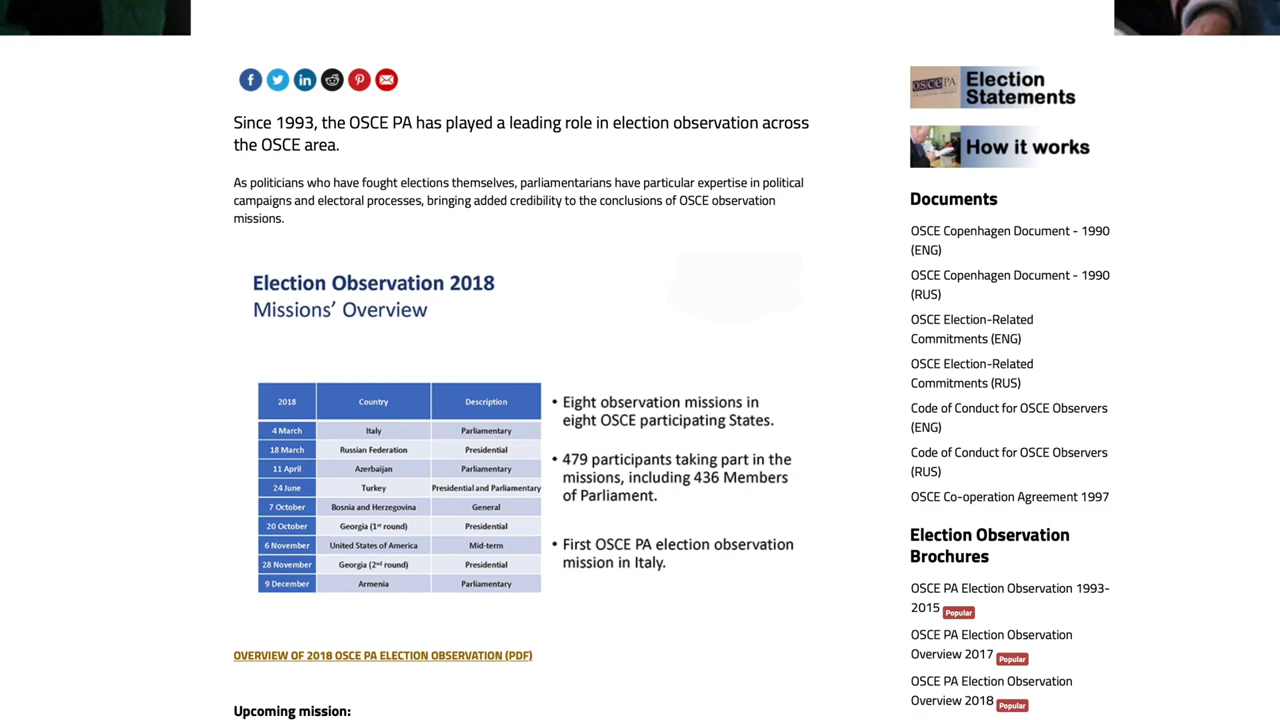 Since 1993, the OSCE PA has played a leading role in election observation across
the OSCE area.
As politicians who have fought elections themselves, parliamentarians have particular expertise in political
campaigns and electoral processes, bringing added credibility to the conclusions of OSCE observation
missions.
Election Observation 2018
Missions’ Overview
2018 Country Description
4 March Italy Parliamentary
18 March Russian Federation Presidential
11 April Azerbaijan Parliamentary
24 June Turkey Presidential and Parliamentary
7 October Bosnia and Herzegovina General
20 October Georgia (1st round) Presidential
6 November United States of America Mid-term
28 November Georgia (2nd round) Presidential
9 December Armenia Parliamentary
• Eight observation missions in
eight OSCE participating States.
• 479 participants taking part in the
missions, including 436 Members
of Parliament.
• First OSCE PA election observation
mission in Italy.
OVERVIEW OF 2018 OSCE PA ELECTION OBSERVATION (PDF)
Upcoming mission:
OSCE PA
Election
Statements
How it works
Documents
OSCE Copenhagen Document - 1990
(ENG)
OSCE Copenhagen Document - 1990
(RUS)
OSCE Election-Related
Commitments (ENG)
OSCE Election-Related
Commitments (RUS)
Code of Conduct for OSCE Observers
(ENG)
Code of Conduct for OSCE Observers
(RUS)
OSCE Co-operation Agreement 1997
Election Observation
Brochures
OSCE PA Election Observation 1993-
2015 Popular
OSCE PA Election Observation
Overview 2017 Popular
OSCE PA Election Observation
Overview 2018 Popular